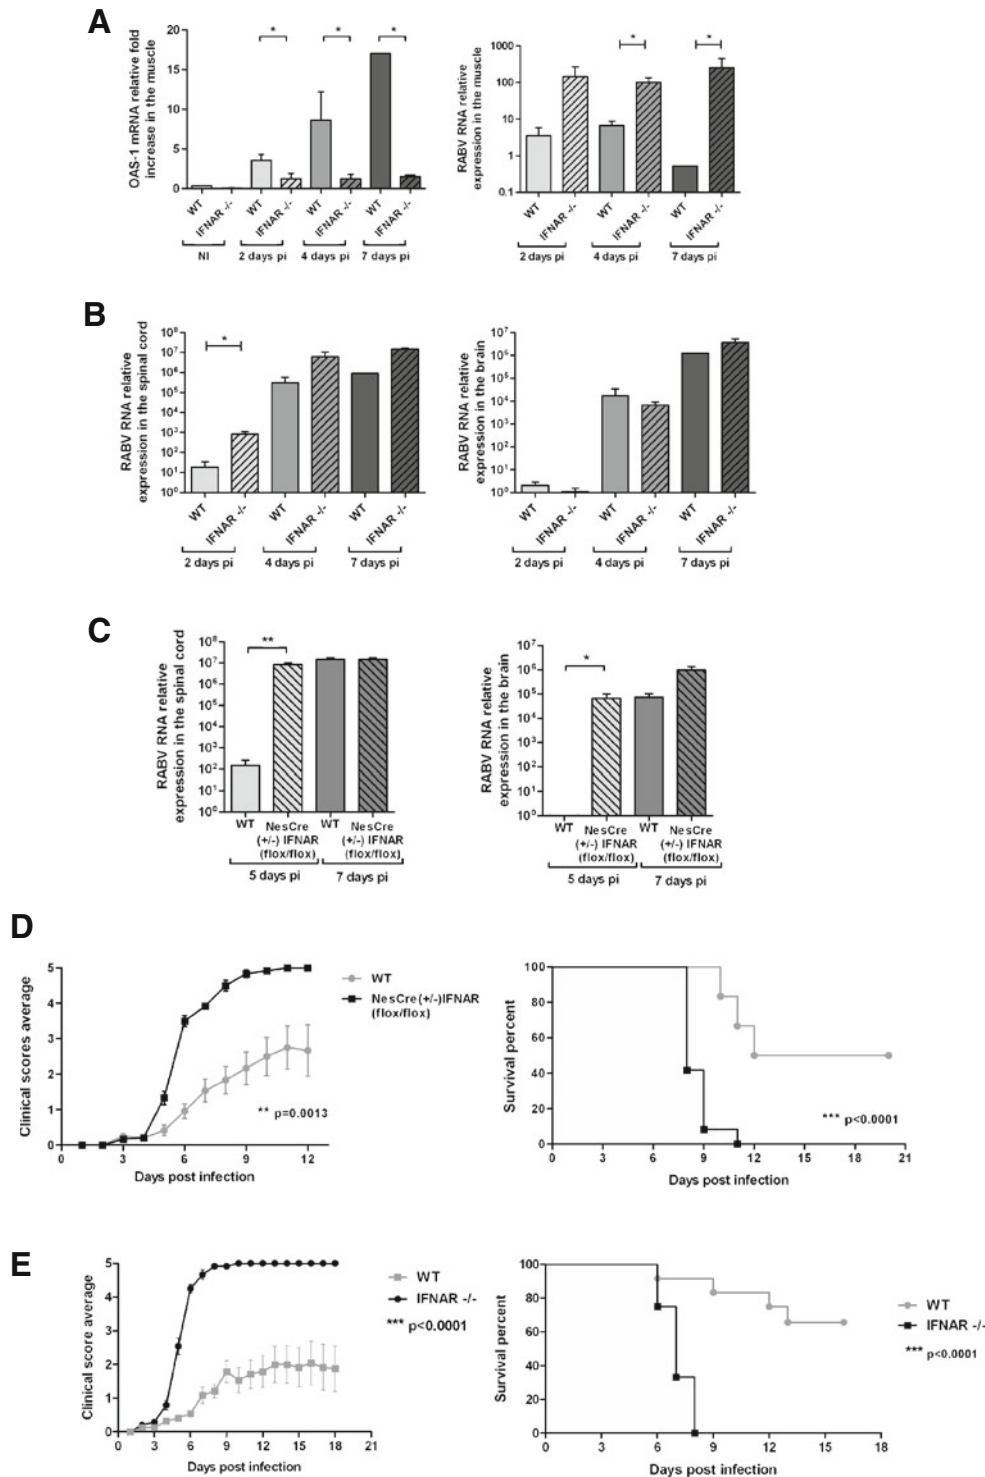 A
OAS-1 mRNA relative fold
increase in the muscle
20
15
10
5
0
* * *
WT IFNAR -/- WT IFNAR -/- WT IFNAR -/- WT IFNAR -/-
NI 2 days pi 4 days pi 7 days pi
RABV RNA relative
expression in the muscle
1000
100
10
1
0.1
* *
WT IFNAR -/- WT IFNAR -/- WT IFNAR -/-
2 days pi 4 days pi 7 days pi
B
RABV RNA relative
expression in the spinal cord
10⁸
10⁷
10⁶
10⁵
10⁴
10³
10²
10¹
10⁰
*
WT IFNAR -/- WT IFNAR -/- WT IFNAR -/-
2 days pi 4 days pi 7 days pi
RABV RNA relative
expression in the brain
10⁷
10⁶
10⁵
10⁴
10³
10²
10¹
10⁰
WT IFNAR -/- WT IFNAR -/- WT IFNAR -/-
2 days pi 4 days pi 7 days pi
C
RABV RNA relative
expression in the spinal cord
10⁸
10⁷
10⁶
10⁵
10⁴
10³
10²
10¹
10⁰
**
WT NesCre WT NesCre
(+/-) IFNAR (+/-) IFNAR
(flox/flox) (flox/flox)
5 days pi 7 days pi
RABV RNA relative
expression in the brain
10⁷
10⁶
10⁵
10⁴
10³
10²
10¹
10⁰
*
WT NesCre WT NesCre
(+/-) IFNAR (+/-) IFNAR
(flox/flox) (flox/flox)
5 days pi 7 days pi
D
Clinical scores average
5
4
3
2
1
0
0 3 6 9 12
Days post infection
WT
NesCre(+/-)IFNAR
(flox/flox)
** p=0.0013
Survival percent
100
80
60
40
20
0
0 3 6 9 12 15 18 21
Days post infection
*** p<0.0001
E
Clinical score average
5
4
3
2
1
0
0 3 6 9 12 15 18 21
Days post infection
WT
IFNAR -/-
*** p<0.0001
Survival percent
100
80
60
40
20
0
0 3 6 9 12 15 18
Days post infection
WT
IFNAR -/-
*** p<0.0001